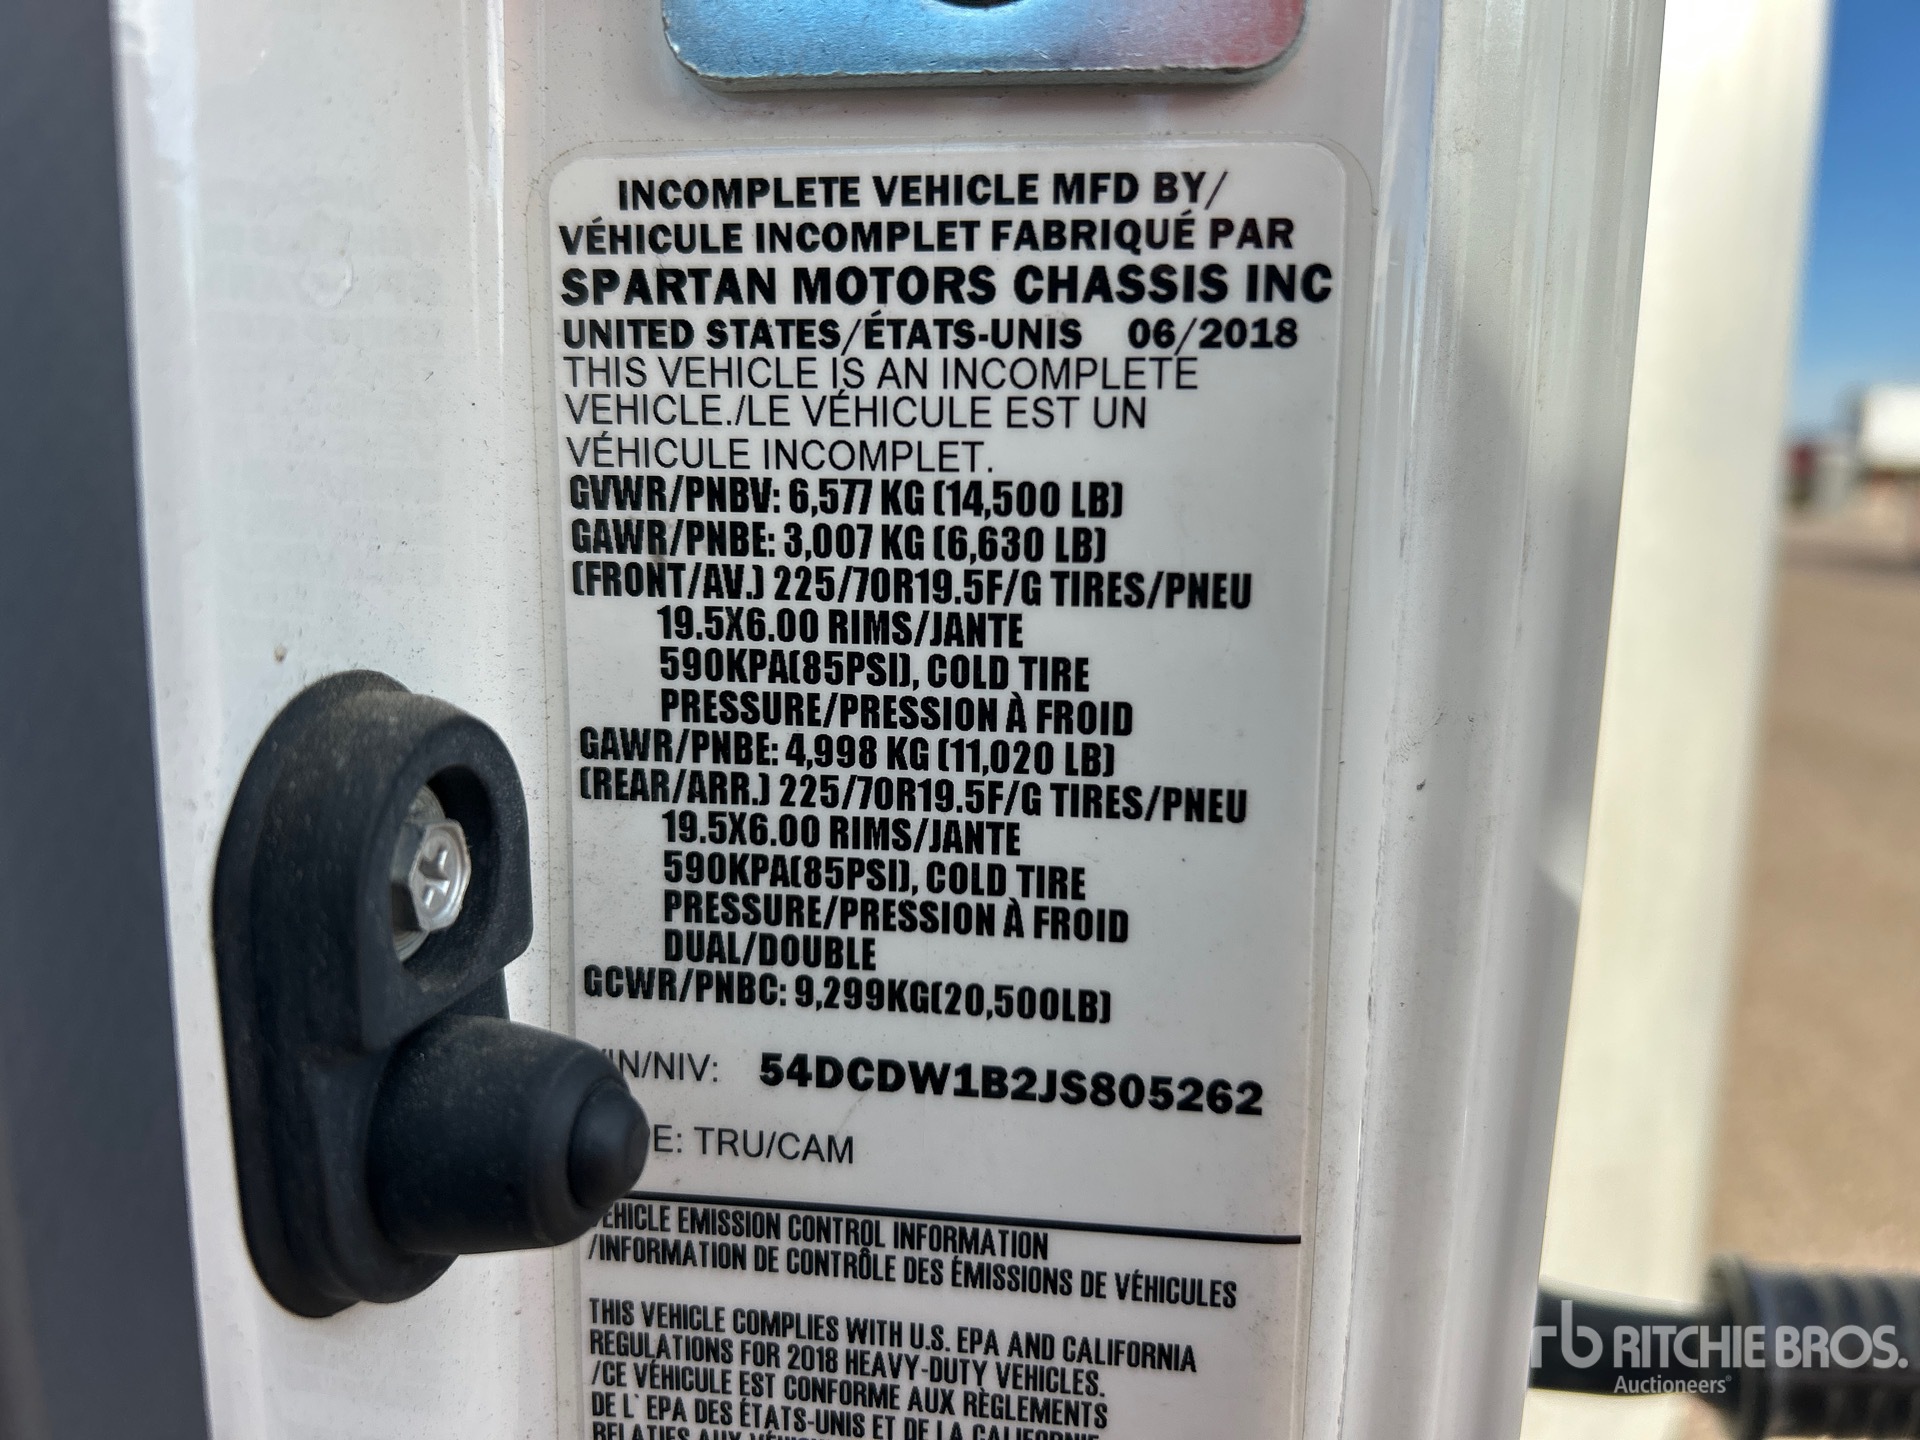 INCOMPLETE VEHICLE MFD BY/
VÉHICULE INCOMPLET FABRIQUÉ PAR
SPARTAN MOTORS CHASSIS INC
UNITED STATES/ÉTATS-UNIS 06/2018
THIS VEHICLE IS AN INCOMPLETE
VEHICLE./LE VÉHICULE EST UN
VÉHICULE INCOMPLET.
GVWR/PNBV: 6,577 KG (14,500 LB)
GAWR/PNBE: 3,007 KG (6,630 LB)
(FRONT/AV.) 225/70R19.5F/G TIRES/PNEU
19.5X6.00 RIMS/JANTE
590KPA(85PSI), COLD TIRE
PRESSURE/PRESSION À FROID
GAWR/PNBE: 4,998 KG (11,020 LB)
(REAR/ARR.) 225/70R19.5F/G TIRES/PNEU
19.5X6.00 RIMS/JANTE
590KPA(85PSI), COLD TIRE
PRESSURE/PRESSION À FROID
DUAL/DOUBLE
GCWR/PNBC: 9,299KG(20,500LB)
IN/NIV: 54DCDW1B2JS805262
E: TRU/CAM
VEHICLE EMISSION CONTROL INFORMATION
/INFORMATION DE CONTRÔLE DES ÉMISSIONS DE VÉHICULES
THIS VEHICLE COMPLIES WITH U.S. EPA AND CALIFORNIA
REGULATIONS FOR 2018 HEAVY-DUTY VEHICLES.
/CE VÉHICULE EST CONFORME AUX RÈGLEMENTS
DE L' EPA DES ÉTATS-UNIS ET DE LA CALIFORNIE
RELATIFS AUX
rb RITCHIE BROS.
Auctioneers